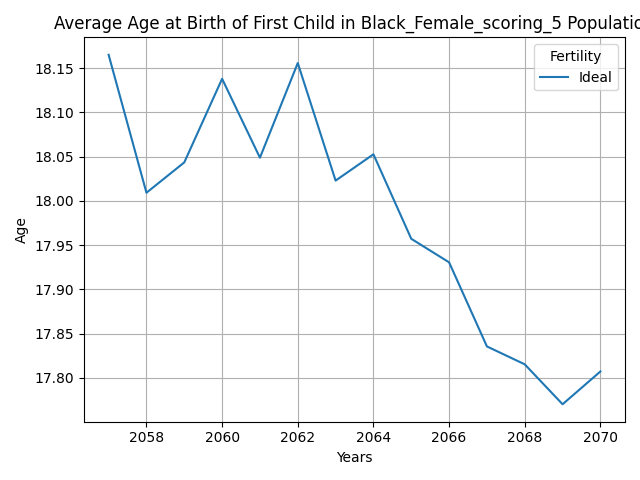 Average Age at Birth of First Child in Black_Female_scoring_5 Populatio
Fertility
Ideal
18.15
18.10
18.05
18.00
17.95
17.90
17.85
17.80
Age
2058 2060 2062 2064 2066 2068 2070
Years